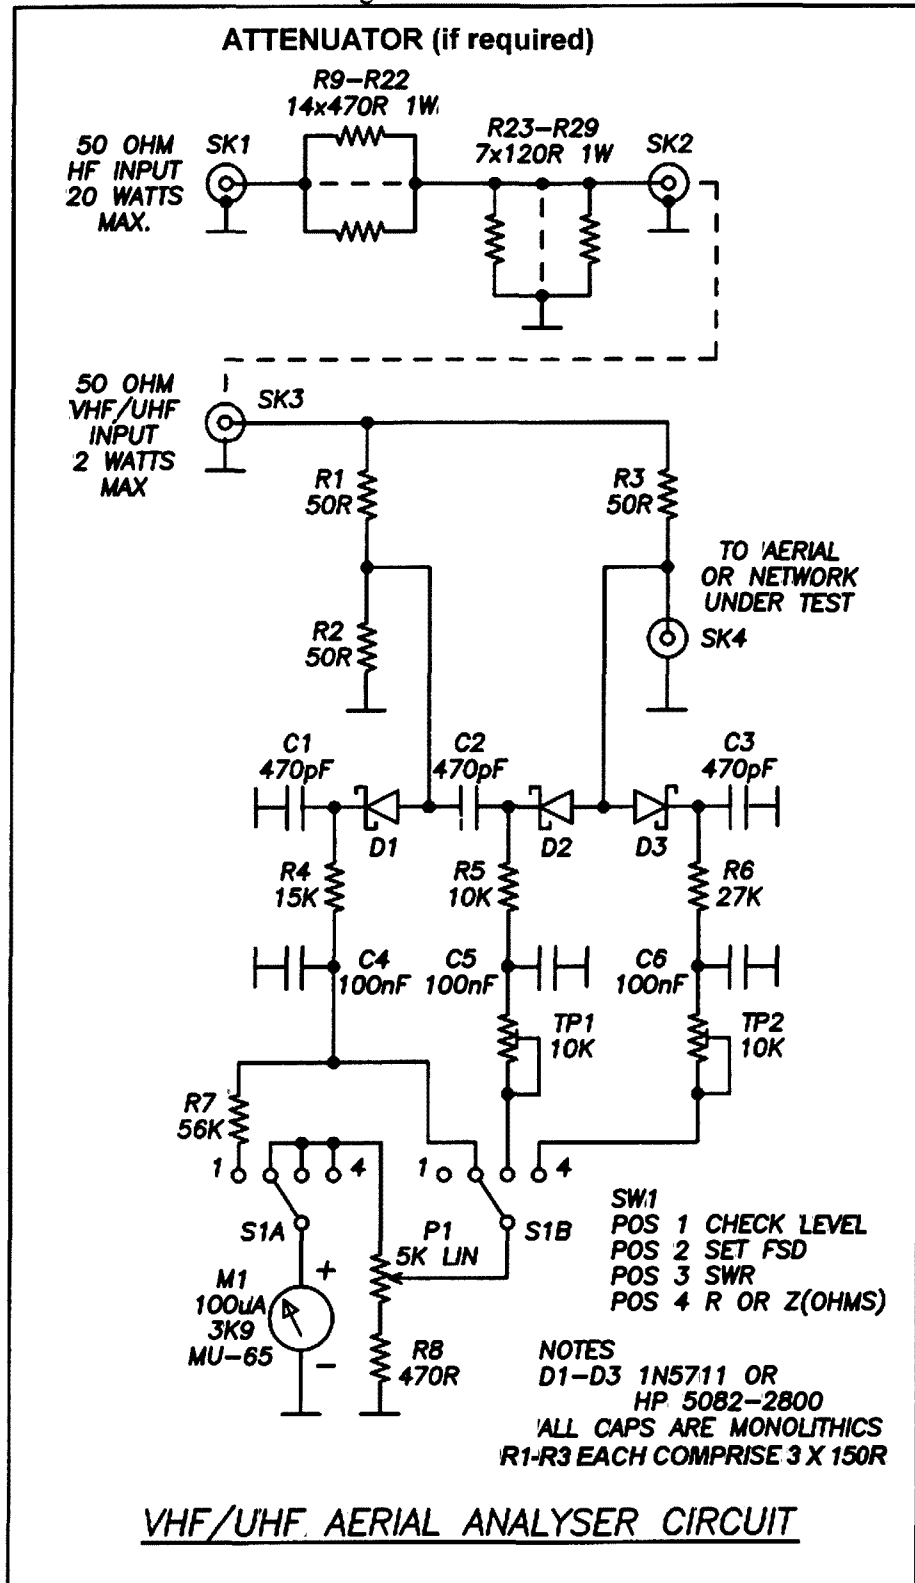 ATTENUATOR (if required)
R9-R22
14x470R 1W
50 OHM
HF INPUT
20 WATTS
MAX.
SK1
R23-R29
7x120R 1W
SK2
50 OHM
VHF/UHF
INPUT
2 WATTS
MAX
SK3
R1
50R
R3
50R
TO AERIAL
OR NETWORK
UNDER TEST
R2
50R
SK4
C1
470pF
C2
470pF
C3
470pF
D1
D2
D3
R4
15K
R5
10K
R6
27K
C4
100nF
C5
100nF
C6
100nF
TP1
10K
TP2
10K
R7
56K
1
4
1
4
S1A
P1
5K LIN
S1B
SW1
POS 1 CHECK LEVEL
POS 2 SET FSD
POS 3 SWR
POS 4 R OR Z(OHMS)
M1
100uA
3K9
MU-65
+
-
R8
470R
NOTES
D1-D3 1N5711 OR
HP 5082-2800
ALL CAPS ARE MONOLITHICS
R1-R3 EACH COMPRISE 3 X 150R
VHF/UHF AERIAL ANALYSER CIRCUIT